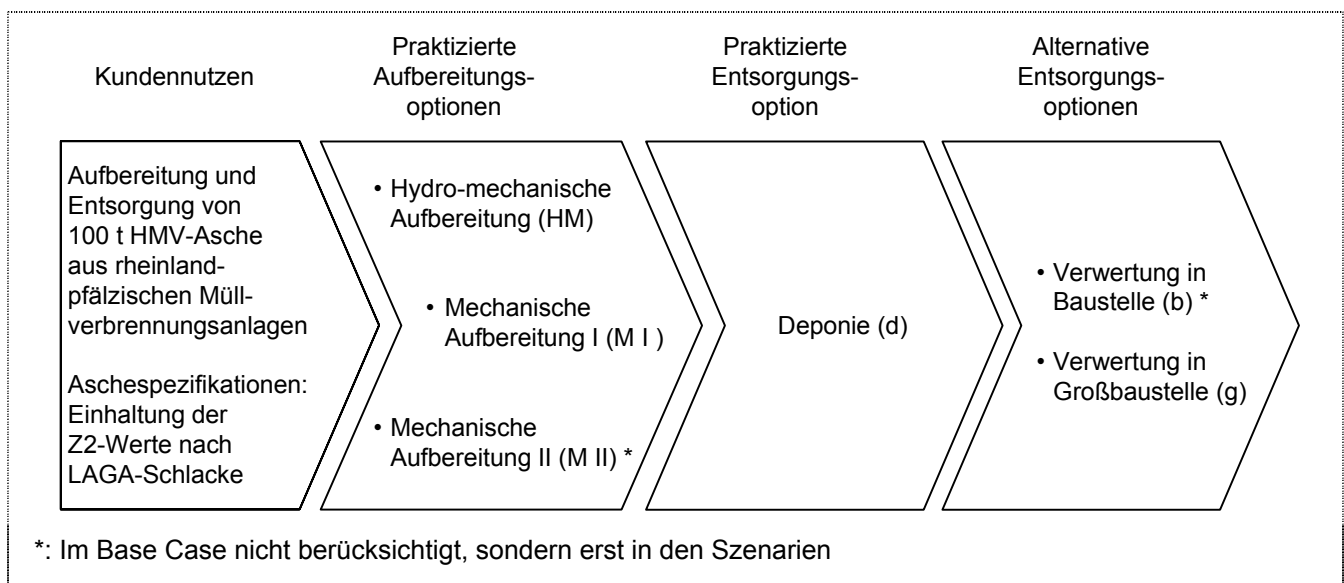 Kundennutzen
Praktizierte
Aufbereitungs-
optionen
Praktizierte
Entsorgungs-
option
Alternative
Entsorgungs-
optionen
Aufbereitung und
Entsorgung von
100 t HMV-Asche
aus rheinland-
pfälzischen Müll-
verbrennungsanlagen
Aschespezifikationen:
Einhaltung der
Z2-Werte nach
LAGA-Schlacke
• Hydro-mechanische
Aufbereitung (HM)
• Mechanische
Aufbereitung I (M I )
• Mechanische
Aufbereitung II (M II) *
Deponie (d)
• Verwertung in
Baustelle (b) *
• Verwertung in
Großbaustelle (g)
*: Im Base Case nicht berücksichtigt, sondern erst in den Szenarien